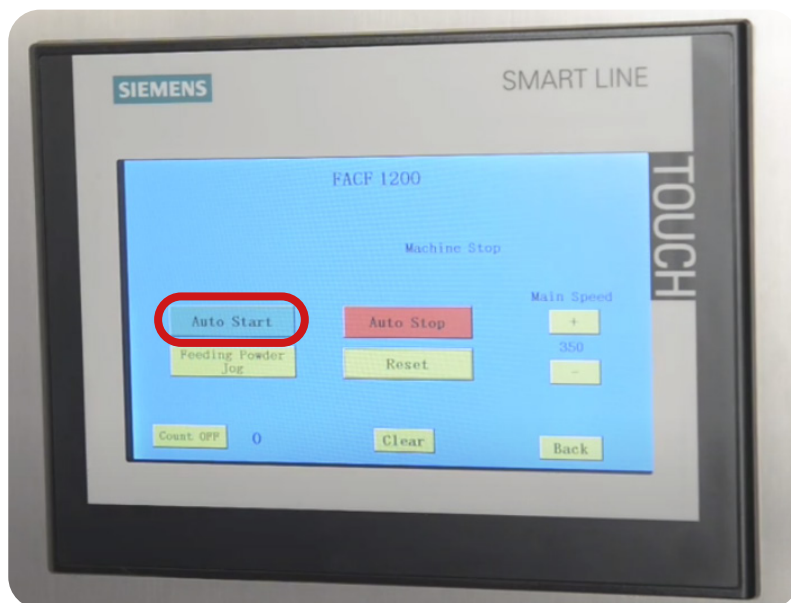 SIEMENS
SMART LINE
TOUCH
FACF 1200
Machine Stop
Auto Start
Auto Stop
Main Speed
+
350
-
Feeding Powder
Jog
Reset
Count OFF
0
Clear
Back